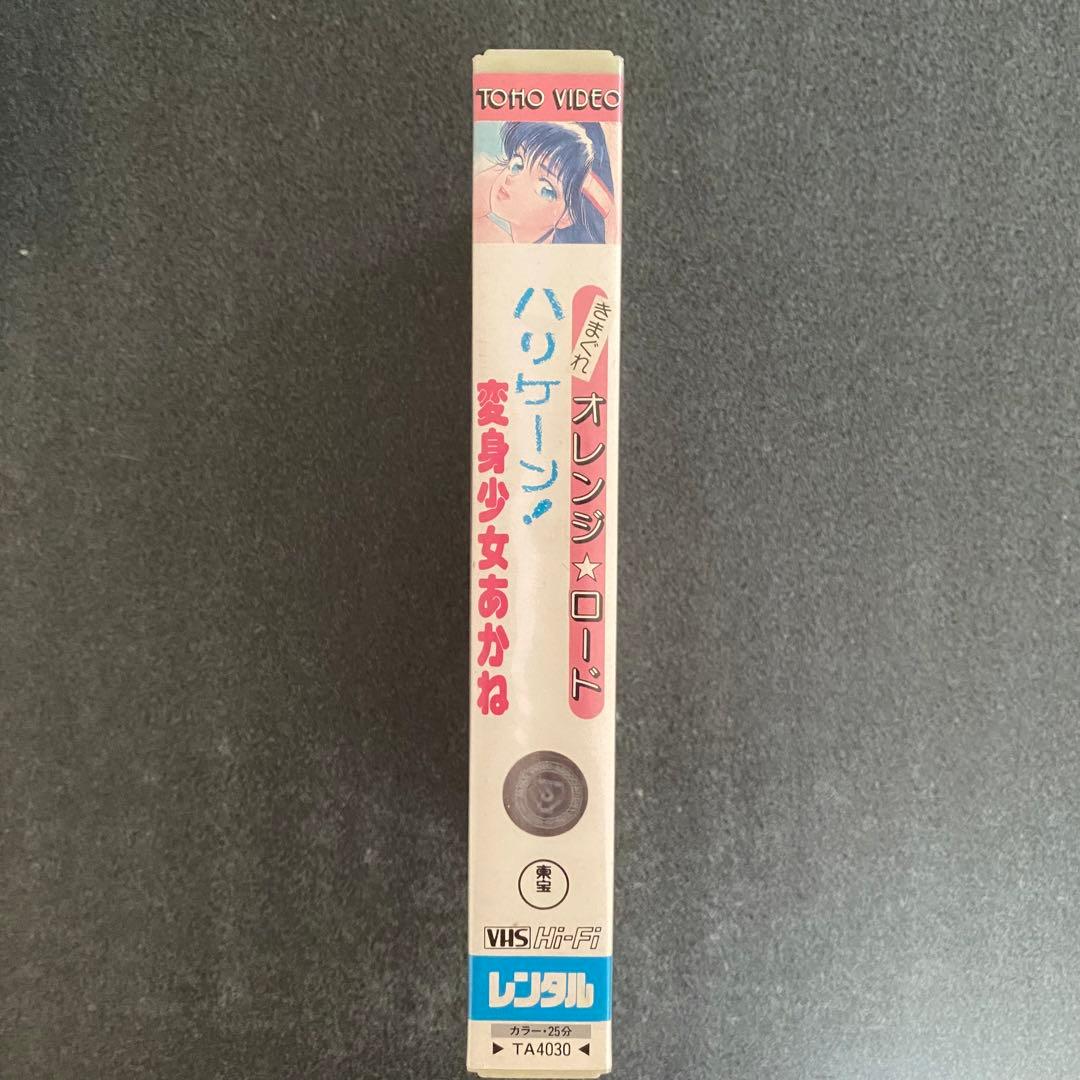 TOHO VIDEO
きまぐれ
オレンジ☆ロード
ハリケーン!
変身少女あかね
東宝
VHS Hi-Fi
レンタル
カラー・25分
▶ TA4030 ◀